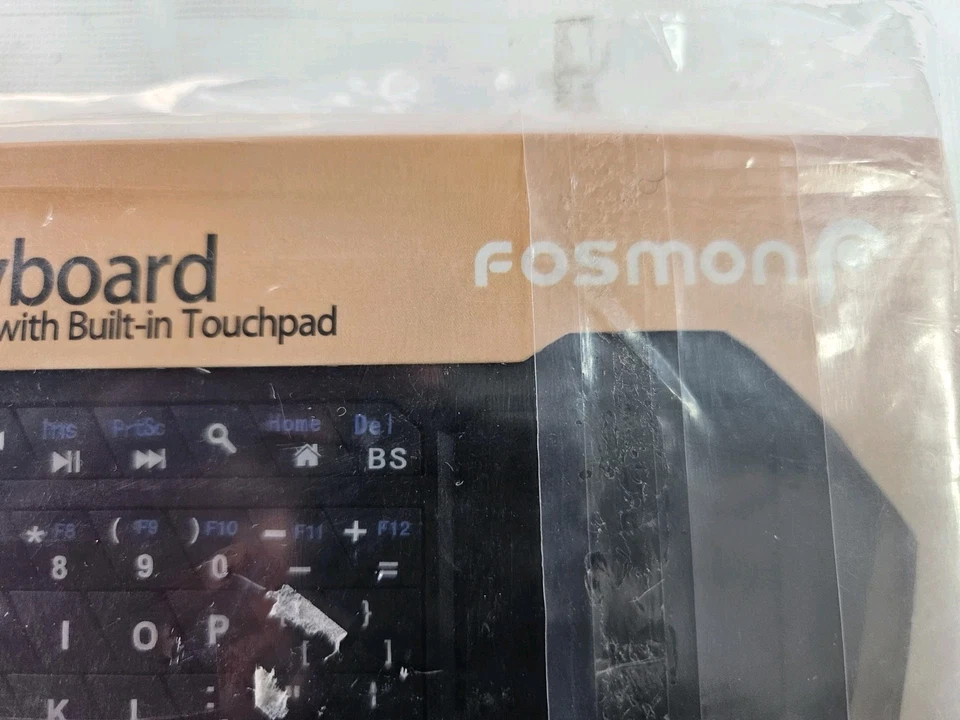 yboard
FOSMON
with Built-in Touchpad
Ins PrtSc Home Del
BS
* F8 ( F9 ) F10 - F11 + F12
8 9 0 - =
I O P [ } ]
K L : "